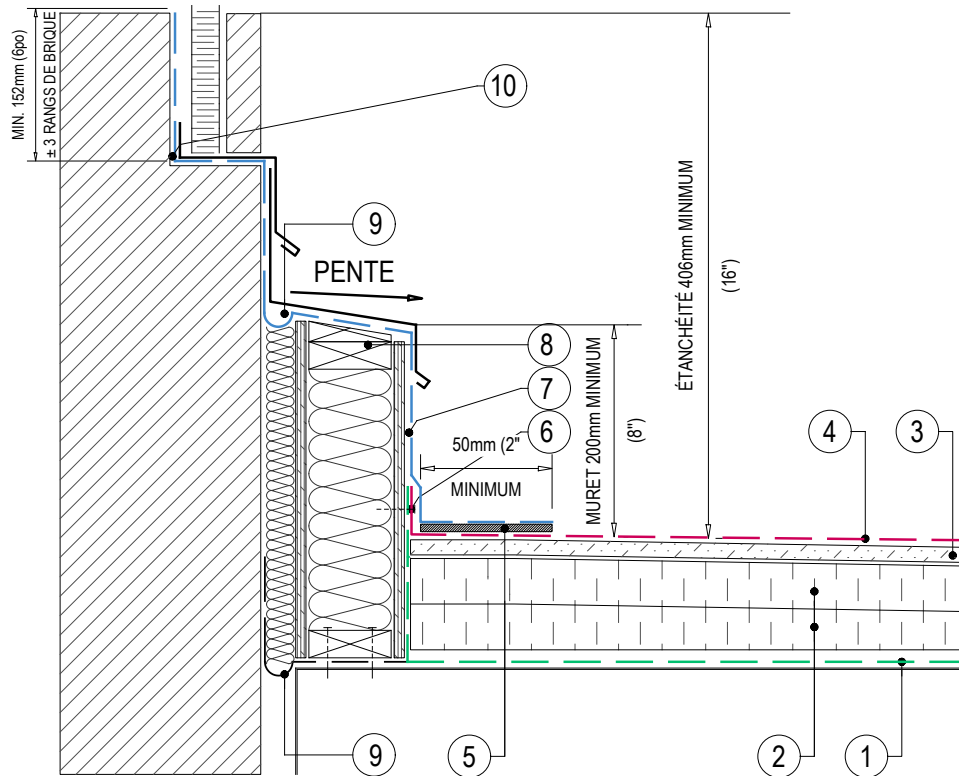 MIN. 152mm (6po)
± 3 RANGS DE BRIQUE
10
9
PENTE
ÉTANCHÉITÉ 406mm MINIMUM
(16")
8
7
6
50mm (2"
MINIMUM
MURET 200mm MINIMUM
(8")
4
3
9
5
2
1